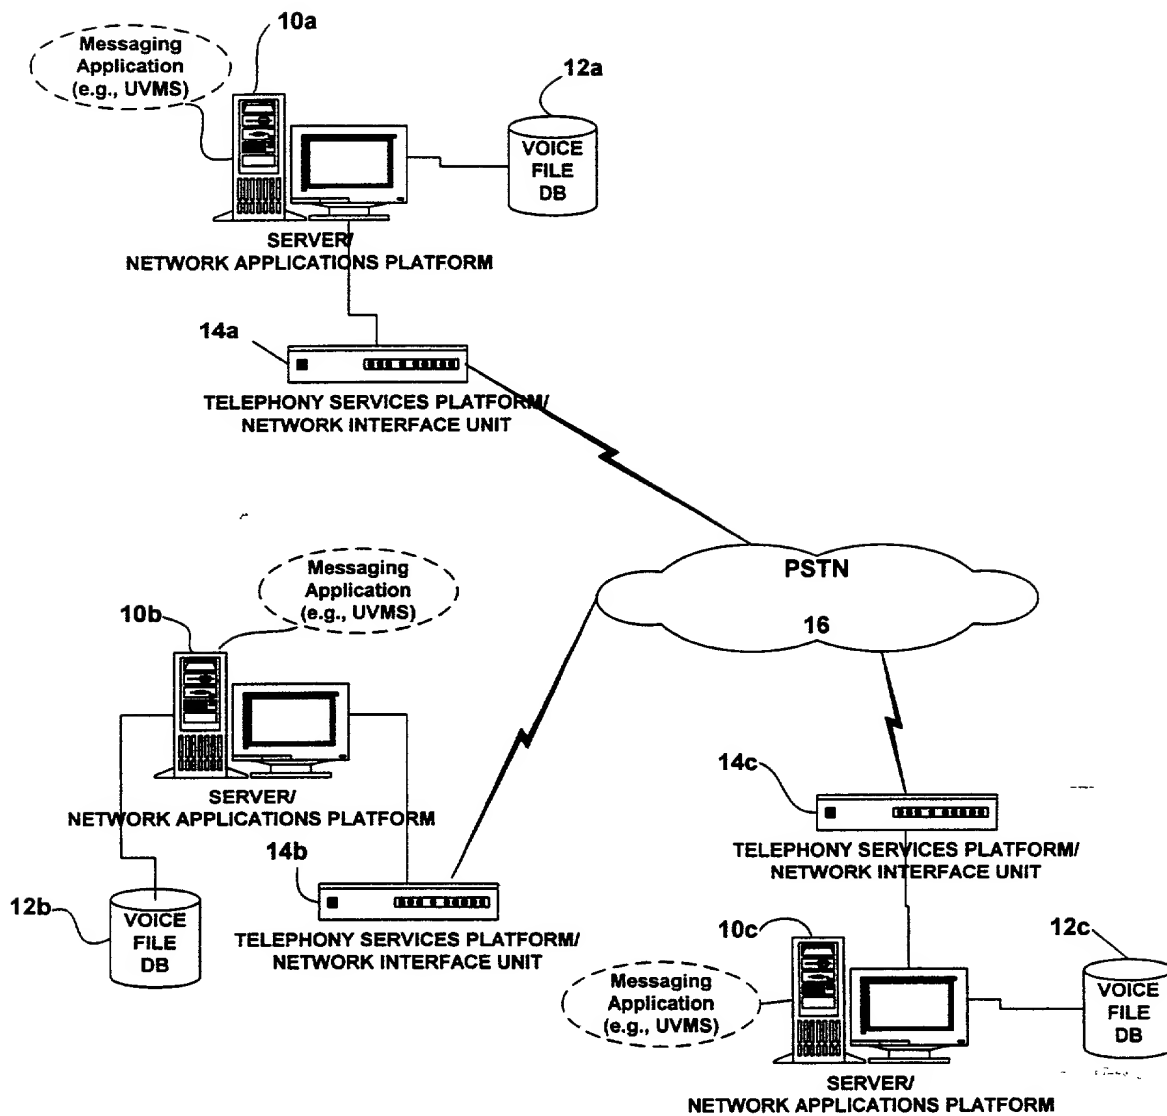 10a
Messaging
Application
(e.g., UVMS)
12a
VOICE
FILE
DB
SERVER/
NETWORK APPLICATIONS PLATFORM
14a
TELEPHONY SERVICES PLATFORM/
NETWORK INTERFACE UNIT
PSTN
16
Messaging
Application
(e.g., UVMS)
10b
SERVER/
NETWORK APPLICATIONS PLATFORM
14b
12b
VOICE
FILE
DB
TELEPHONY SERVICES PLATFORM/
NETWORK INTERFACE UNIT
14c
TELEPHONY SERVICES PLATFORM/
NETWORK INTERFACE UNIT
10c
12c
Messaging
Application
(e.g., UVMS)
VOICE
FILE
DB
SERVER/
NETWORK APPLICATIONS PLATFORM